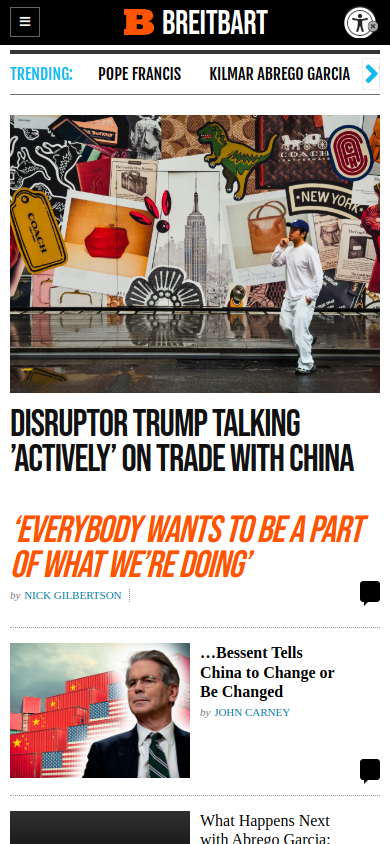 BREITBART
TRENDING:
POPE FRANCIS
KILMAR ABREGO GARCIA
COACH
COACH
NEW YORK
DISRUPTOR TRUMP TALKING
’ACTIVELY’ ON TRADE WITH CHINA
‘EVERYBODY WANTS TO BE A PART
OF WHAT WE’RE DOING’
by NICK GILBERTSON
…Bessent Tells
China to Change or
Be Changed
by JOHN CARNEY
What Happens Next
with Abrego Garcia: